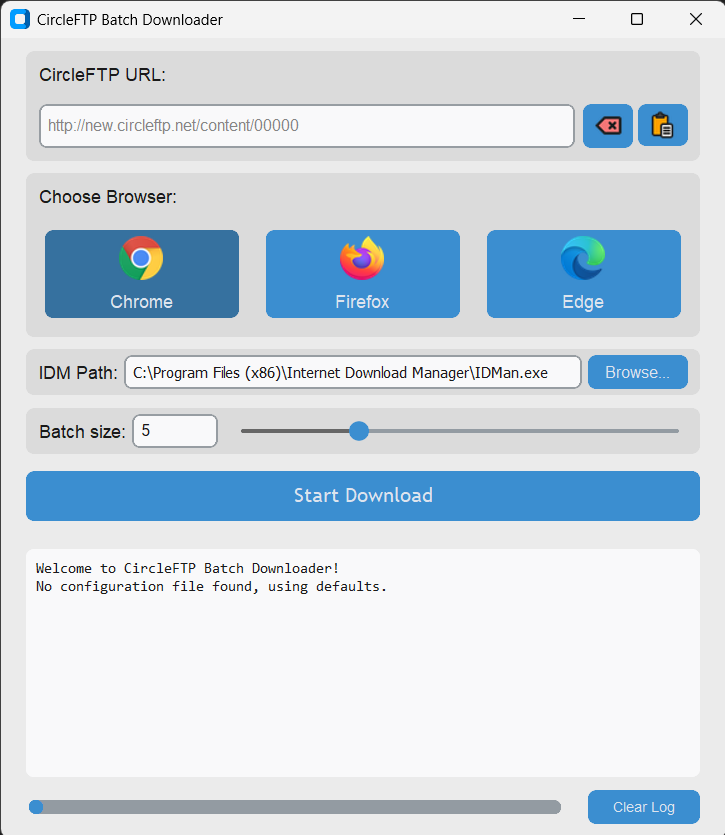 CircleFTP Batch Downloader
CircleFTP URL:
http://new.circleftp.net/content/00000
Choose Browser:
Chrome
Firefox
Edge
IDM Path: C:\Program Files (x86)\Internet Download Manager\IDMan.exe Browse...
Batch size: 5
Start Download
Welcome to CircleFTP Batch Downloader!
No configuration file found, using defaults.
Clear Log